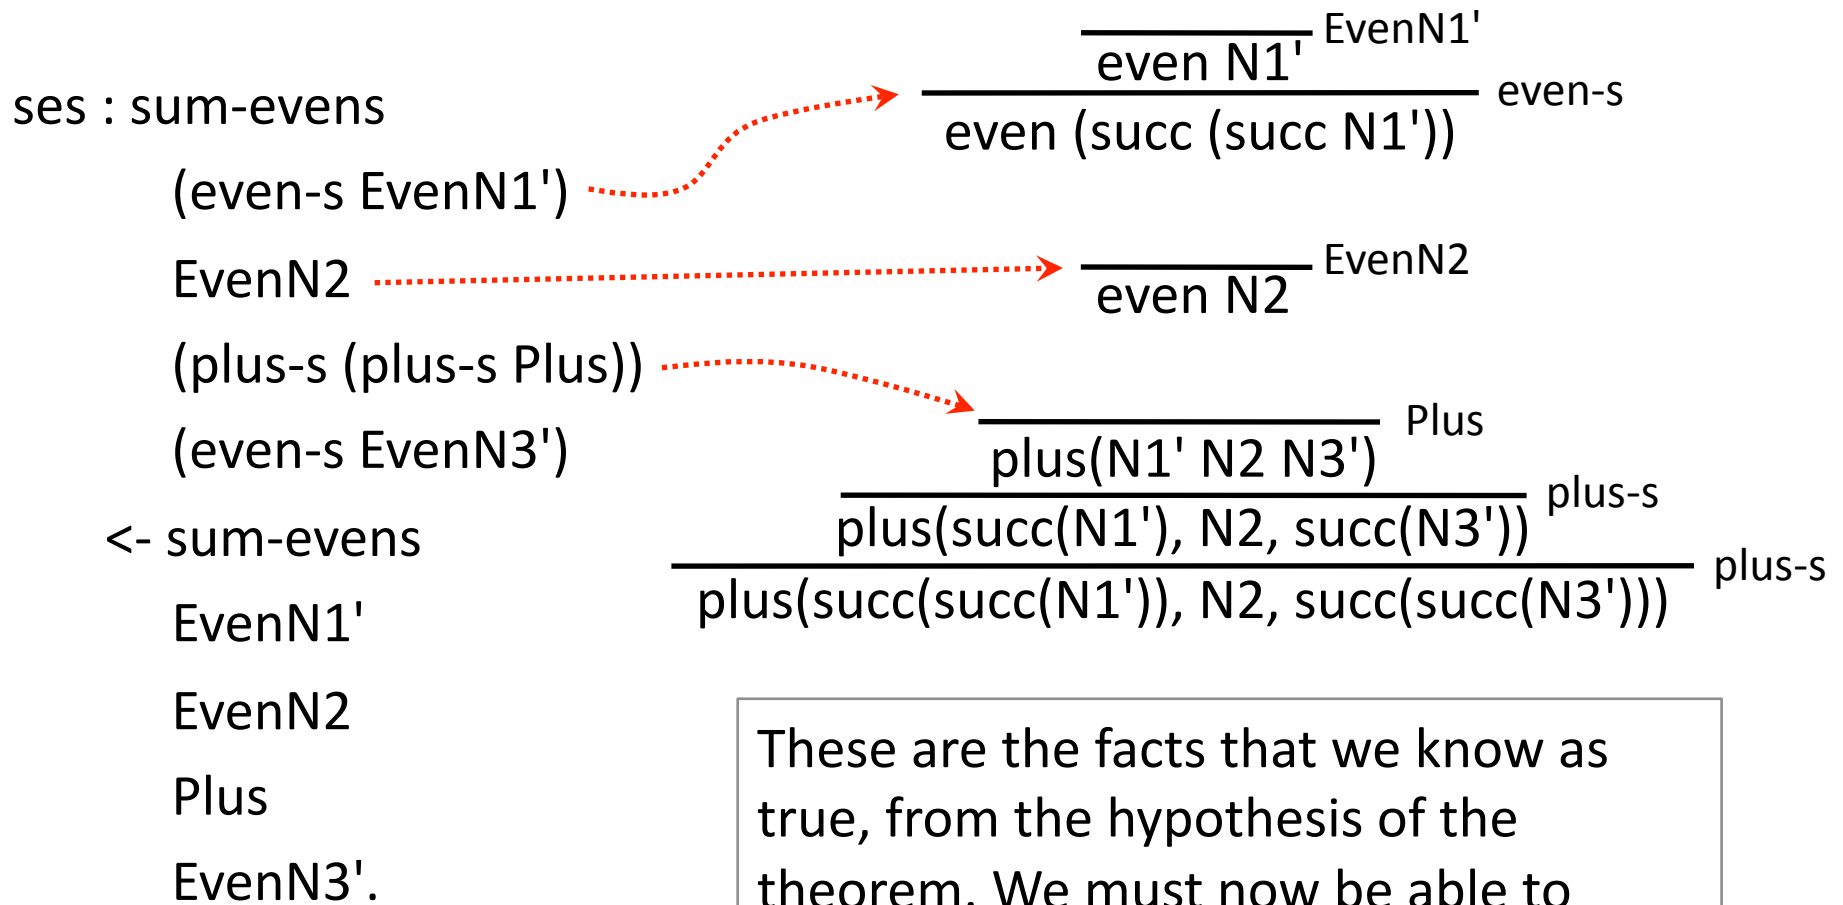 ses : sum-evens
(even-s EvenN1')
EvenN2
(plus-s (plus-s Plus))
(even-s EvenN3')
<- sum-evens
EvenN1'
EvenN2
Plus
EvenN3'.
EvenN1'
even N1'
even-s
even (succ (succ N1'))
EvenN2
even N2
Plus
plus(N1' N2 N3')
plus-s
plus(succ(N1'), N2, succ(N3'))
plus-s
plus(succ(succ(N1')), N2, succ(succ(N3')))
These are the facts that we know as
true, from the hypothesis of the
theorem. We must now be able to